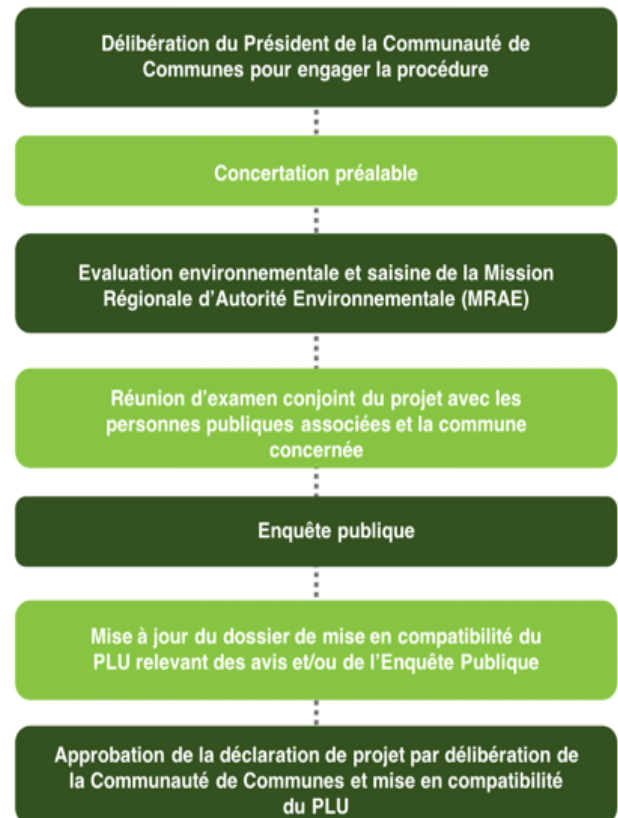 Délibération du Président de la Communauté de
Communes pour engager la procédure
Concertation préalable
Evaluation environnementale et saisine de la Mission
Régionale d'Autorité Environnementale (MRAE)
Réunion d'examen conjoint du projet avec les
personnes publiques associées et la commune
concernée
Enquête publique
Mise à jour du dossier de mise en compatibilité du
PLU relevant des avis et/ou de l'Enquête Publique
Approbation de la déclaration de projet par délibération de
la Communauté de Communes et mise en compatibilité
du PLU